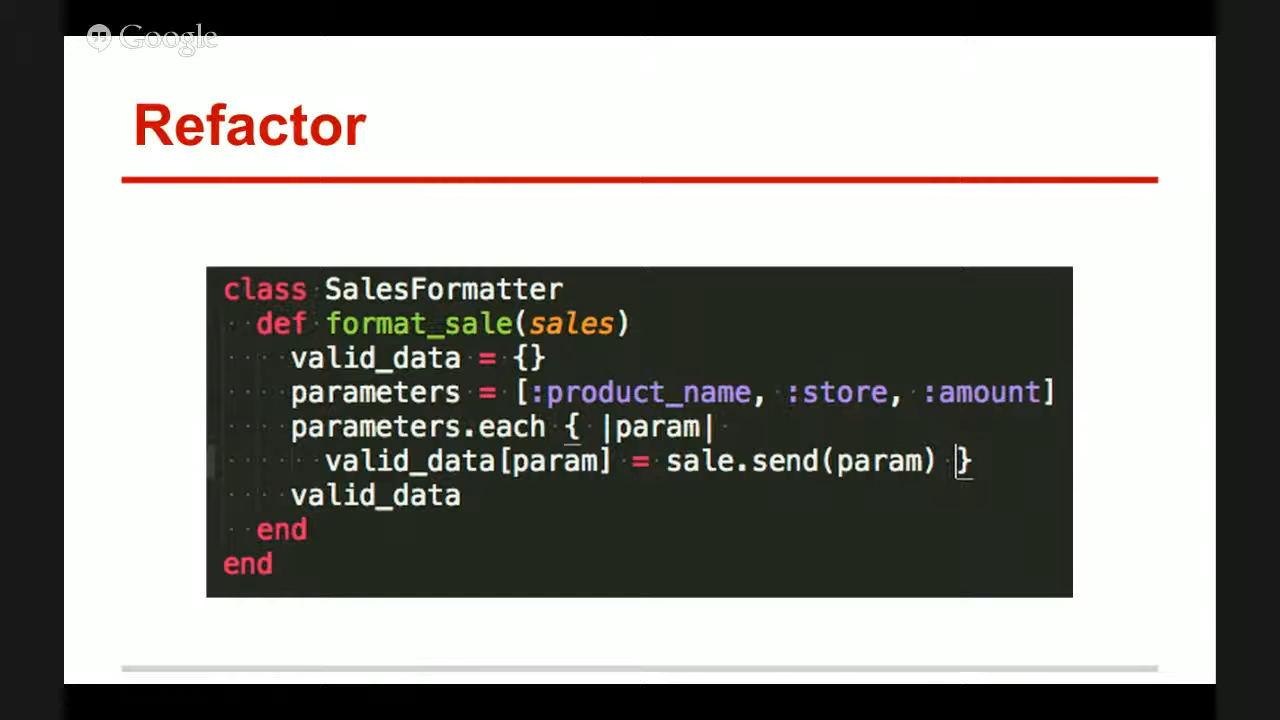 Google
Refactor
class SalesFormatter
def format_sale(sales)
valid_data = {}
parameters = [:product_name, :store, :amount]
parameters.each { |param|
valid_data[param] = sale.send(param) }
valid_data
end
end